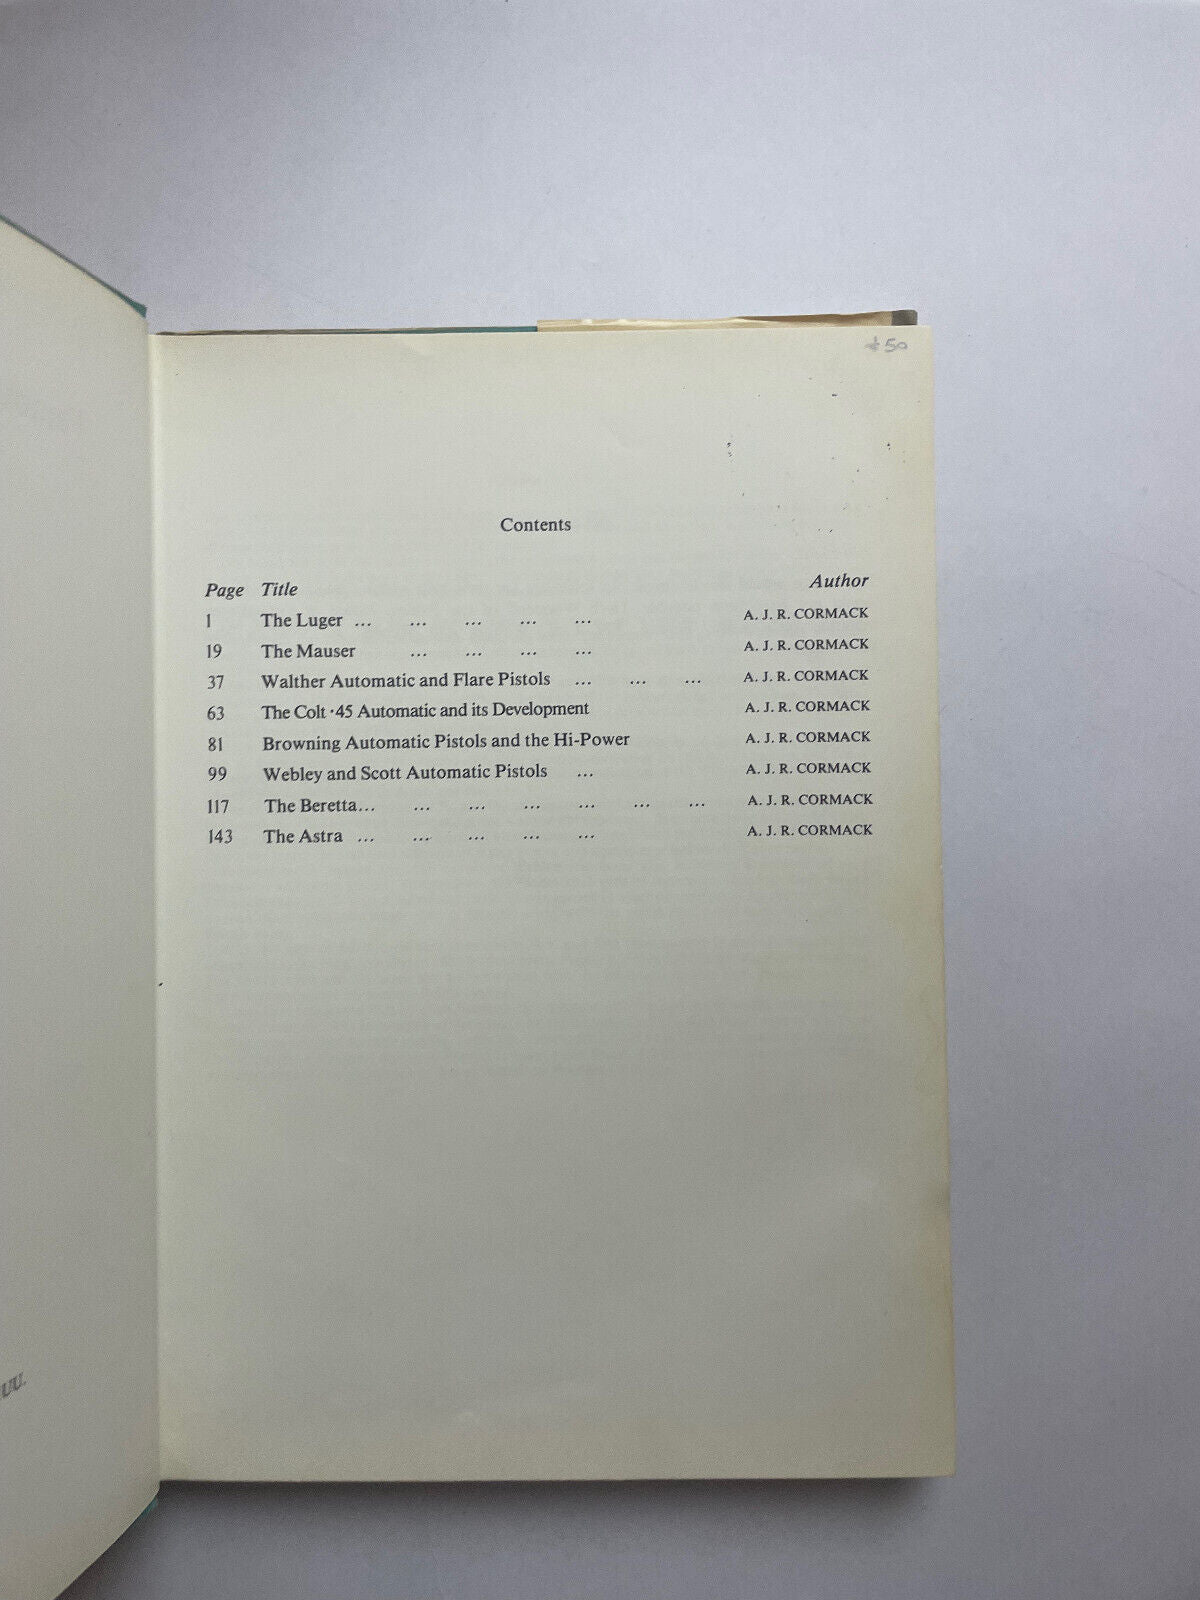 $50
Contents
Page Title Author
1 The Luger ... ... ... ... ... A. J. R. CORMACK
19 The Mauser ... ... ... ... A. J. R. CORMACK
37 Walther Automatic and Flare Pistols ... ... ... A. J. R. CORMACK
63 The Colt ·45 Automatic and its Development A. J. R. CORMACK
81 Browning Automatic Pistols and the Hi-Power A. J. R. CORMACK
99 Webley and Scott Automatic Pistols ... A. J. R. CORMACK
117 The Beretta... ... ... ... ... ... ... A. J. R. CORMACK
143 The Astra ... ... ... ... ... A. J. R. CORMACK